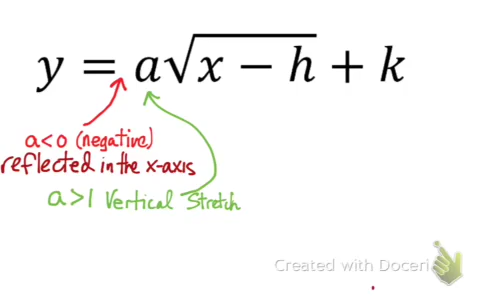 y = a√x − h + k
a<0 (negative)
reflected in the x-axis
a>1 Vertical Stretch
Created with Doceri